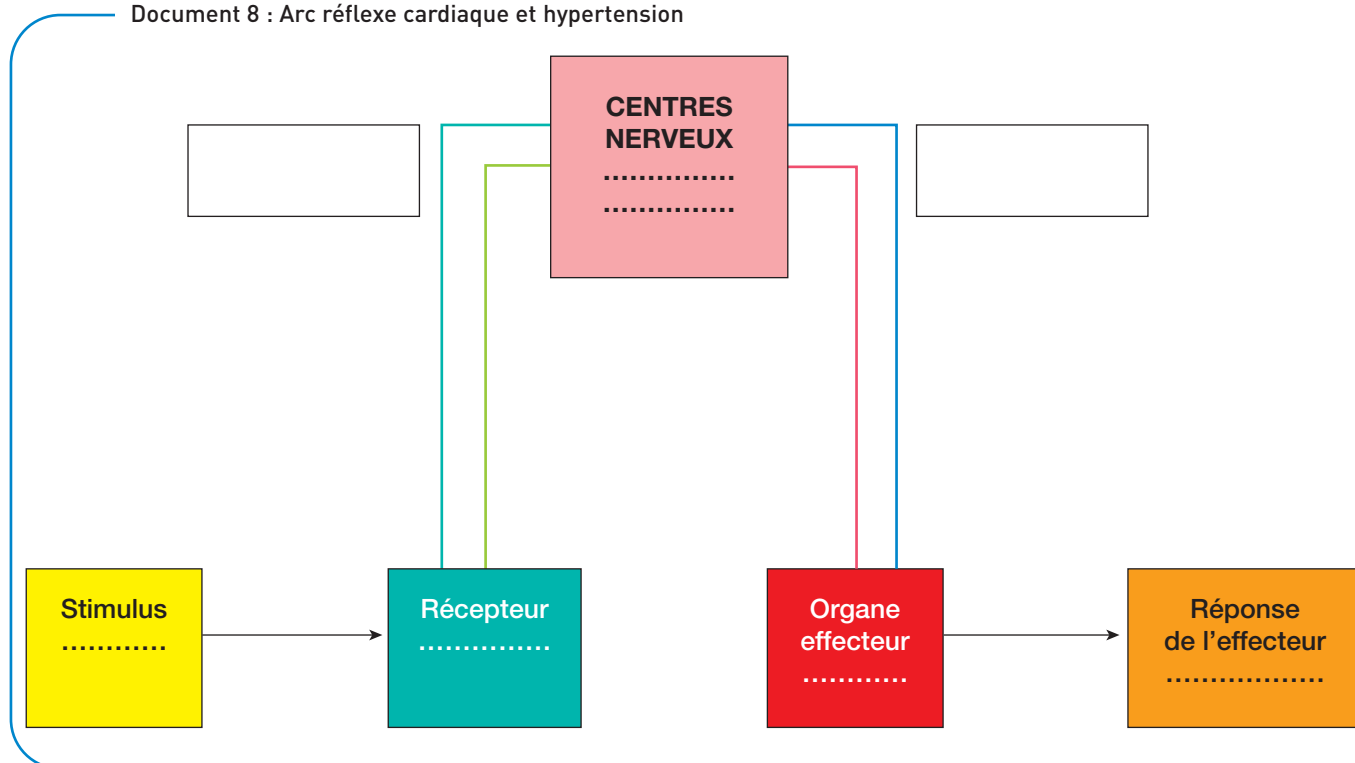 Document 8 : Arc réflexe cardiaque et hypertension
CENTRES
NERVEUX
...............
...............
Stimulus
............
Récepteur
...............
Organe
effecteur
............
Réponse
de l'effecteur
..................